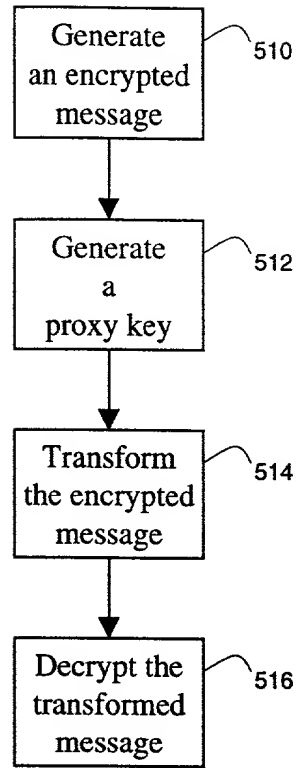 Generate
an encrypted
message
510
Generate
a
proxy key
512
Transform
the encrypted
message
514
Decrypt the
transformed
message
516